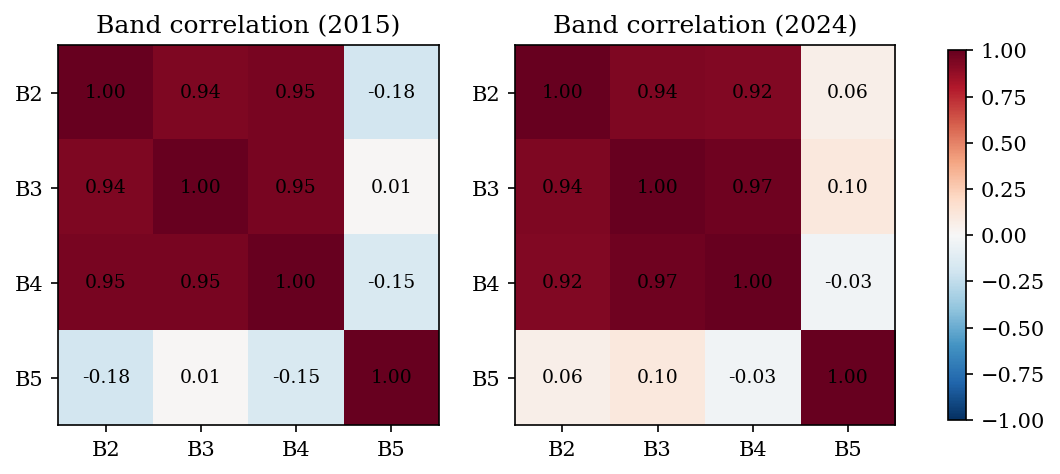 Band correlation (2015)
Band correlation (2024)
B2 1.00 0.94 0.95 -0.18
B3 0.94 1.00 0.95 0.01
B4 0.95 0.95 1.00 -0.15
B5 -0.18 0.01 -0.15 1.00
B2 B3 B4 B5
B2 1.00 0.94 0.92 0.06
B3 0.94 1.00 0.97 0.10
B4 0.92 0.97 1.00 -0.03
B5 0.06 0.10 -0.03 1.00
B2 B3 B4 B5
1.00
0.75
0.50
0.25
0.00
−0.25
−0.50
−0.75
−1.00